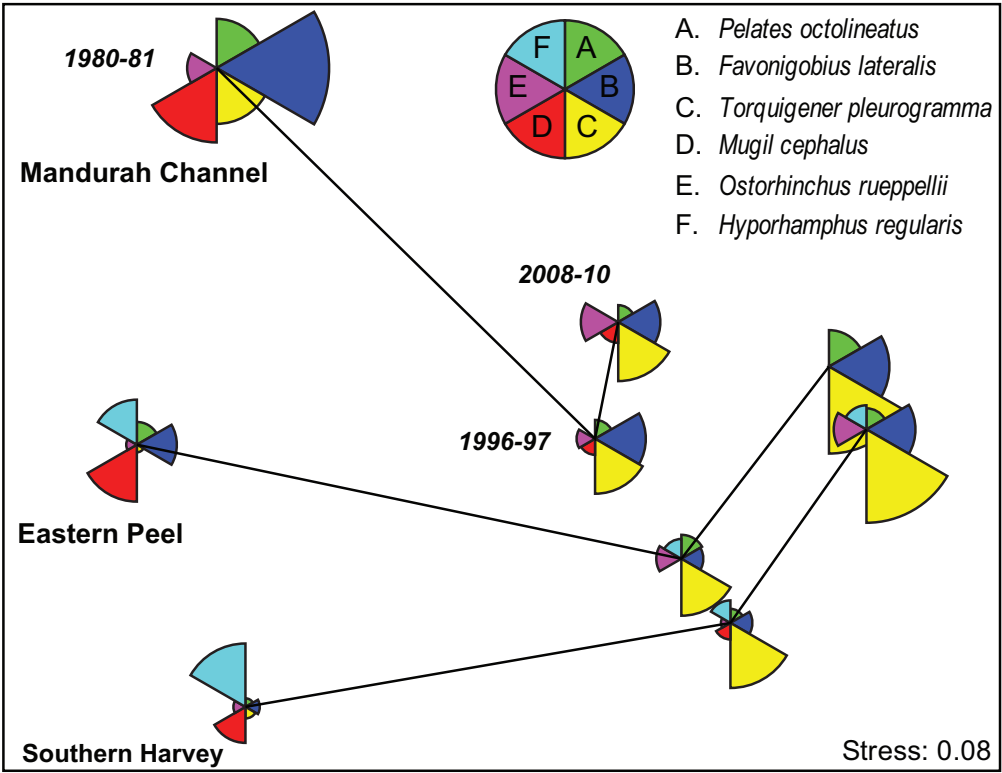 1980-81
Mandurah Channel
F A
E B
D C
A. Pelates octolineatus
B. Favonigobius lateralis
C. Torquigener pleurogramma
D. Mugil cephalus
E. Ostorhinchus rueppellii
F. Hyporhamphus regularis
2008-10
1996-97
Eastern Peel
Southern Harvey
Stress: 0.08